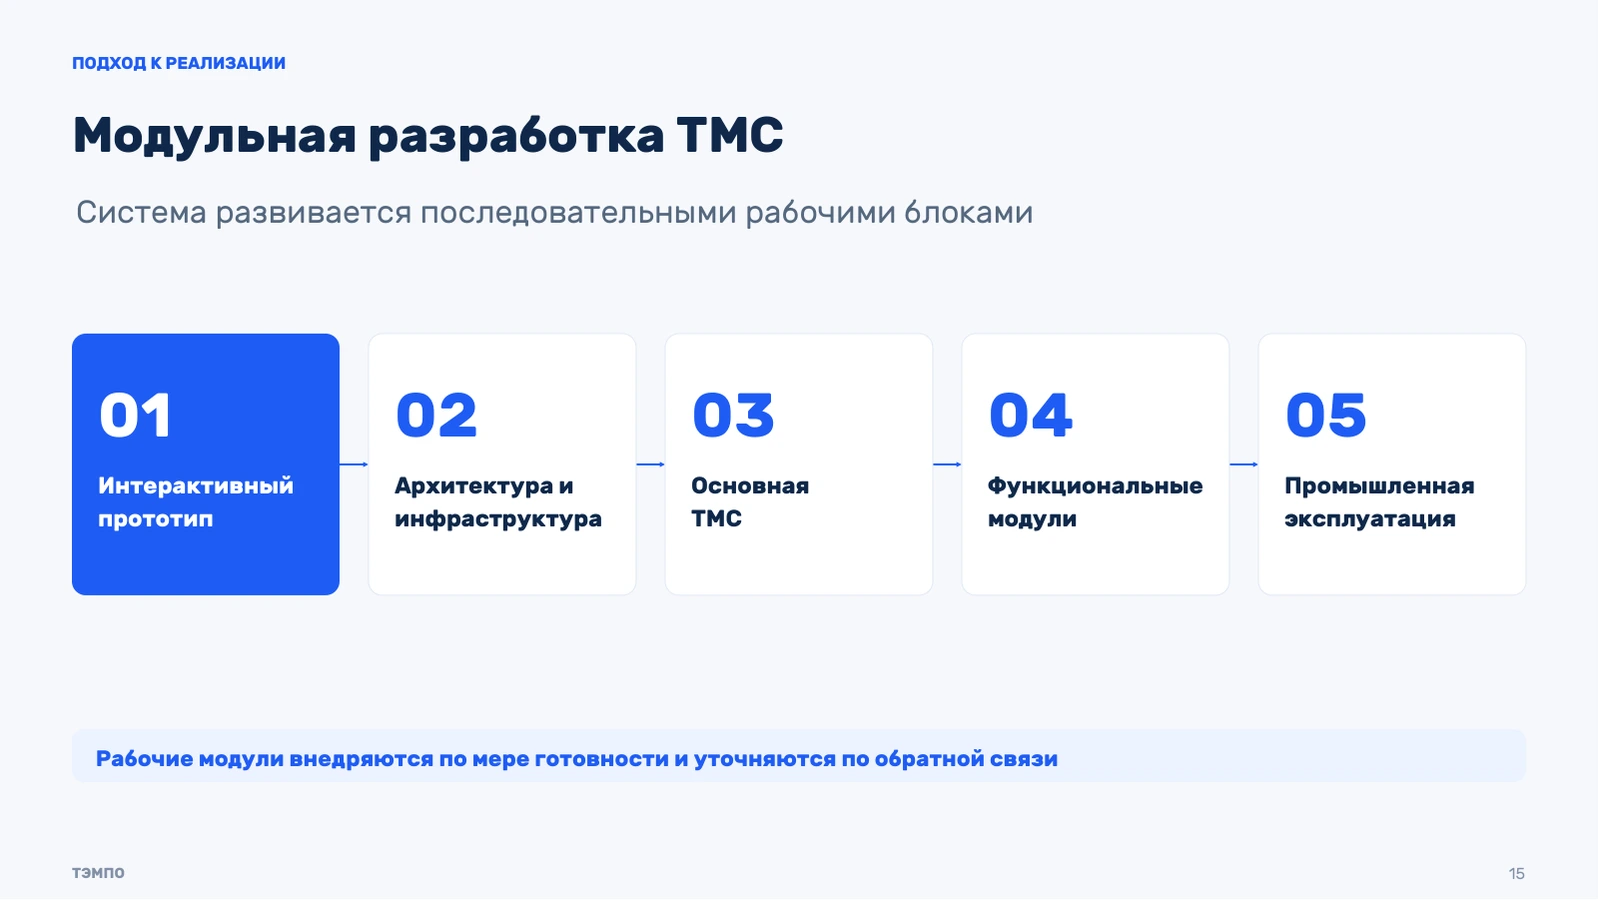 ПОДХОД К РЕАЛИЗАЦИИ
Модульная разработка ТМС
Система развивается последовательными рабочими блоками
01
Интерактивный
прототип
02
Архитектура и
инфраструктура
03
Основная
ТМС
04
Функциональные
модули
05
Промышленная
эксплуатация
Рабочие модули внедряются по мере готовности и уточняются по обратной связи
ТЭМПО
15